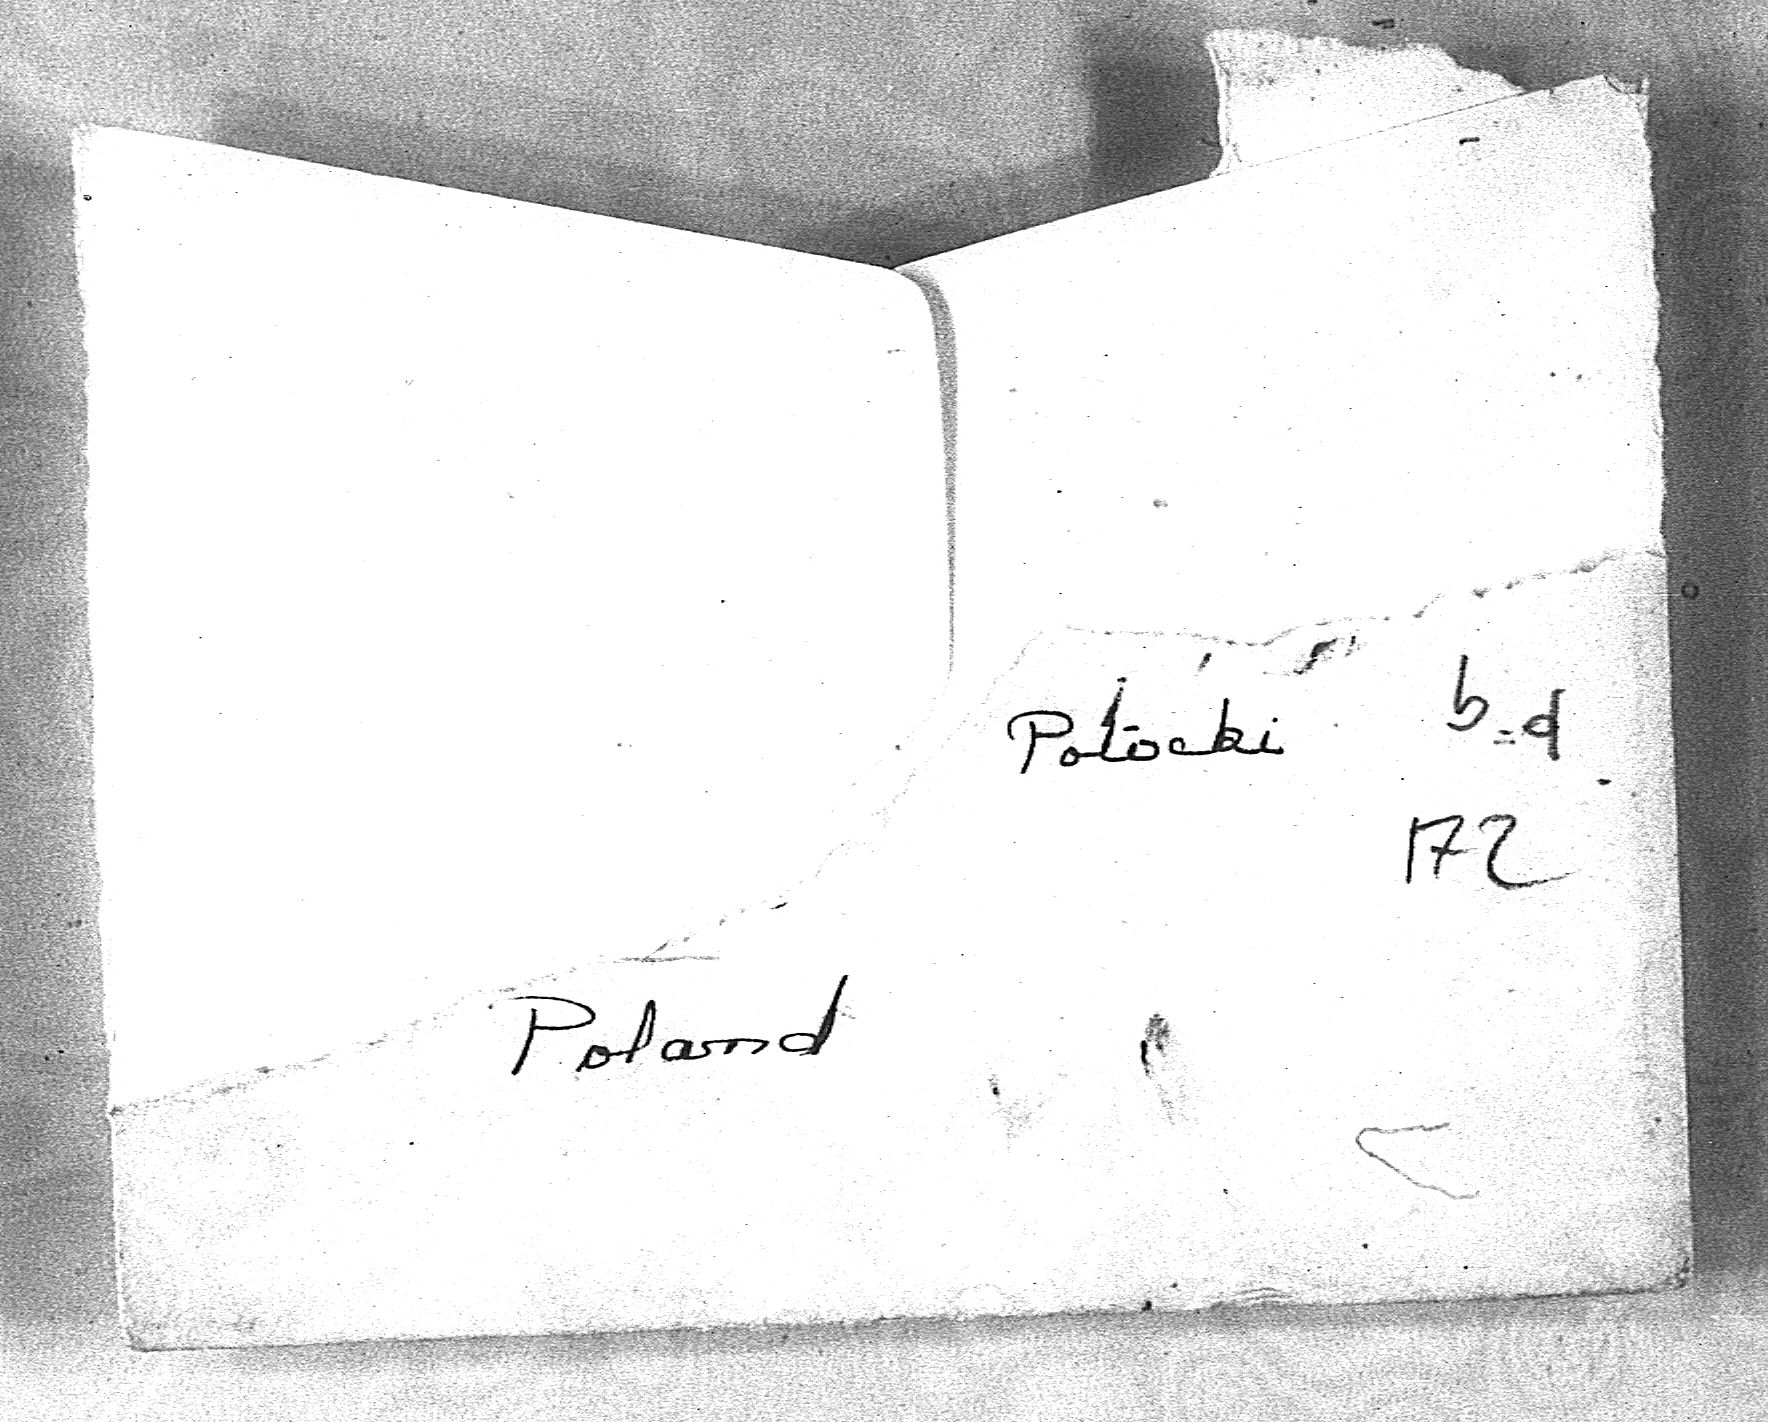 Potocki b-d
172
Poland